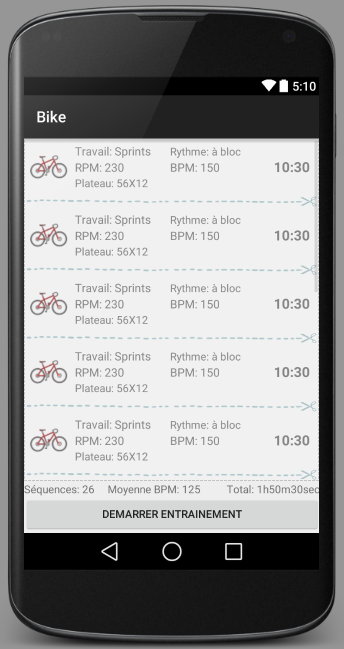 5:10
Bike
Travail: Sprints Rythme: à bloc
RPM: 230 BPM: 150 10:30
Plateau: 56X12
Travail: Sprints Rythme: à bloc
RPM: 230 BPM: 150 10:30
Plateau: 56X12
Travail: Sprints Rythme: à bloc
RPM: 230 BPM: 150 10:30
Plateau: 56X12
Travail: Sprints Rythme: à bloc
RPM: 230 BPM: 150 10:30
Plateau: 56X12
Travail: Sprints Rythme: à bloc
RPM: 230 BPM: 150 10:30
Plateau: 56X12
Séquences: 26 Moyenne BPM: 125 Total: 1h50m30sec
DEMARRER ENTRAINEMENT